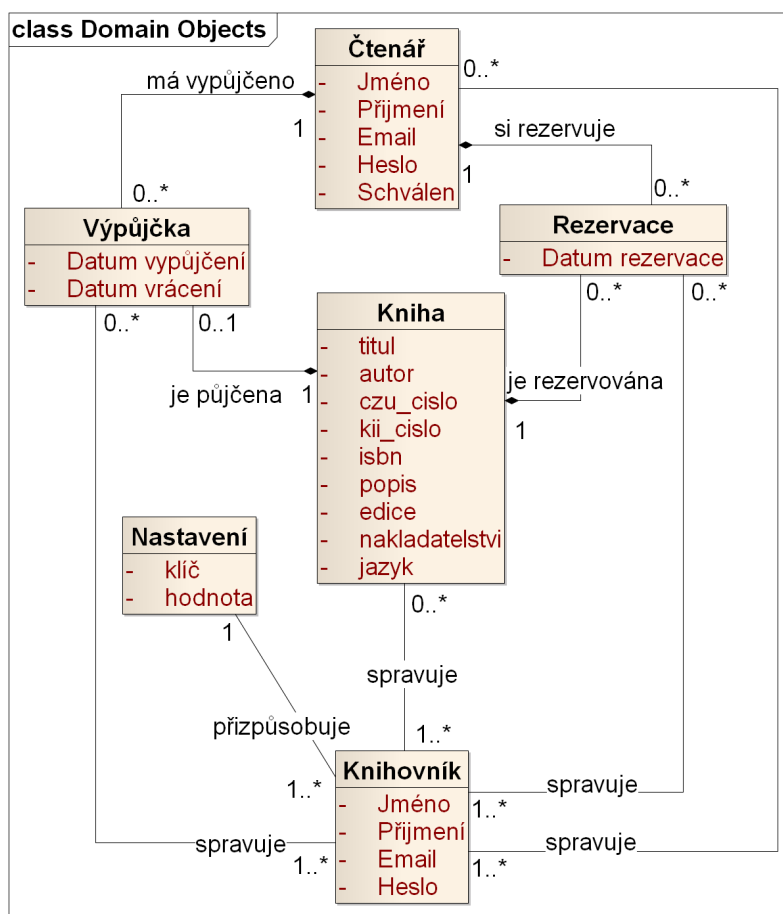 class Domain Objects
Čtenář
- Jméno
- Přijmení
- Email
- Heslo
- Schválen
má vypůjčeno
1
0..*
0..*
si rezervuje
1
0..*
Výpůjčka
- Datum vypůjčení
- Datum vrácení
Rezervace
- Datum rezervace
0..*
0..1
0..*
0..*
Kniha
- titul
- autor
- czu_cislo
- kii_cislo
- isbn
- popis
- edice
- nakladatelstvi
- jazyk
je půjčena
1
je rezervována
1
Nastavení
- klíč
- hodnota
1
0..*
spravuje
přizpůsobuje
1..*
1..*
Knihovník
- Jméno
- Přijmení
- Email
- Heslo
spravuje
1..*
spravuje
1..*
spravuje
1..*